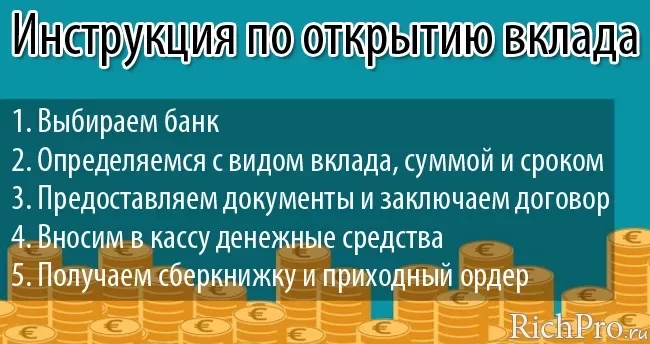 Инструкция по открытию вклада
1. Выбираем банк
2. Определяемся с видом вклада, суммой и сроком
3. Предоставляем документы и заключаем договор
4. Вносим в кассу денежные средства
5. Получаем сберкнижку и приходный ордер
RichPro.ru